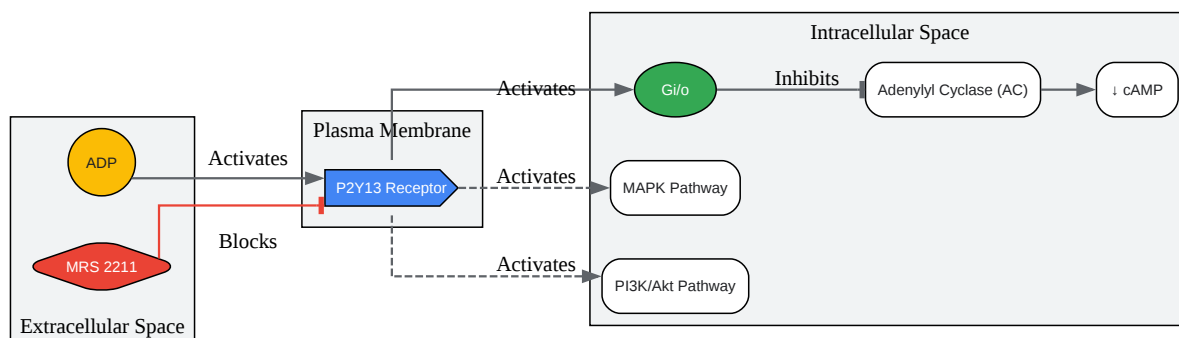 Intracellular Space
Activates
Gi/o
Inhibits
Adenylyl Cyclase (AC)
↓ cAMP
Plasma Membrane
ADP
Activates
P2Y13 Receptor
Activates
MAPK Pathway
Blocks
MRS 2211
Activates
PI3K/Akt Pathway
Extracellular Space